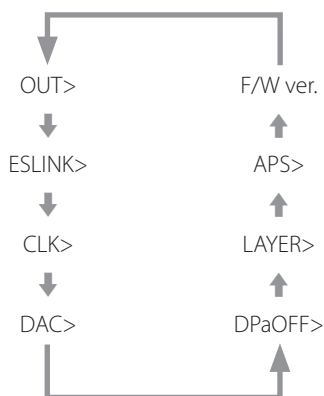 OUT> F/W ver.
ESLINK> APS>
CLK> LAYER>
DAC> DPaOFF>